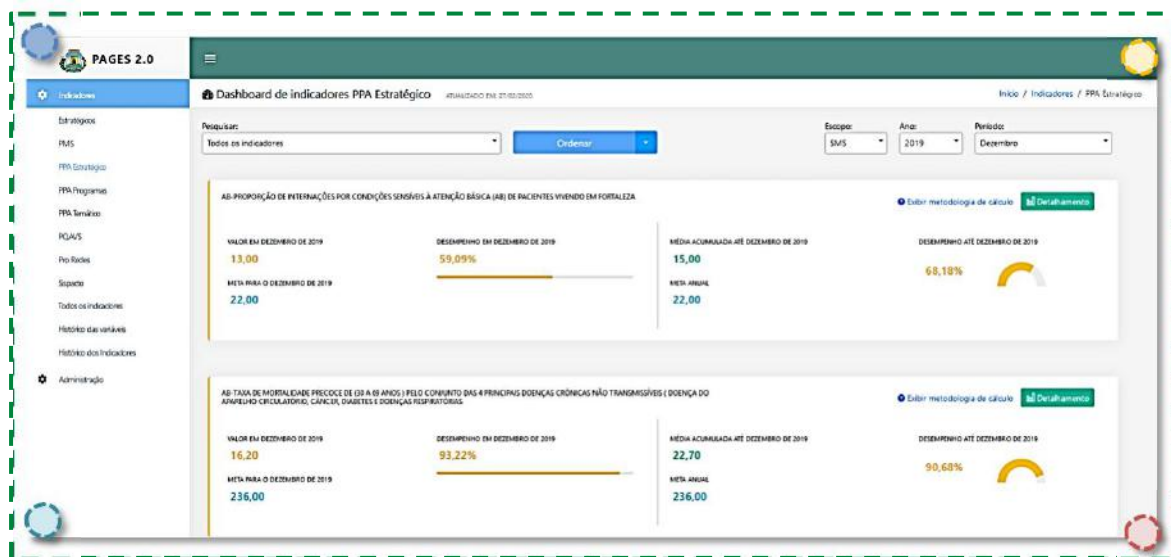 PAGES 2.0
Indicadores
Dashboard de indicadores PPA Estratégico ATUALIZADO EM: 27/02/2020
Início / Indicadores / PPA Estratégico
Estratégicos
PMS
PPA Estratégico
PPA Programas
PPA Temático
PQAVS
Pro Redes
Sispacto
Todos os indicadores
Histórico das variáveis
Histórico dos Indicadores
Administração
Pesquisar:
Todos os indicadores
Ordenar
Escopo:
SMS
Ano:
2019
Período:
Dezembro
AB-PROPORÇÃO DE INTERNAÇÕES POR CONDIÇÕES SENSÍVEIS À ATENÇÃO BÁSICA (AB) DE PACIENTES VIVENDO EM FORTALEZA
Exibir metodologia de cálculo
Detalhamento
VALOR EM DEZEMBRO DE 2019
13,00
META PARA O DEZEMBRO DE 2019
22,00
DESEMPENHO EM DEZEMBRO DE 2019
59,09%
MÉDIA ACUMULADA ATÉ DEZEMBRO DE 2019
15,00
META ANUAL
22,00
DESEMPENHO ATÉ DEZEMBRO DE 2019
68,18%
AB-TAXA DE MORTALIDADE PRECOCE DE (30 A 69 ANOS) PELO CONJUNTO DAS 4 PRINCIPAIS DOENÇAS CRÔNICAS NÃO TRANSMISSÍVEIS ( DOENÇA DO
APARELHO CIRCULATÓRIO, CÂNCER, DIABETES E DOENÇAS RESPIRATÓRIAS
Exibir metodologia de cálculo
Detalhamento
VALOR EM DEZEMBRO DE 2019
16,20
META PARA O DEZEMBRO DE 2019
236,00
DESEMPENHO EM DEZEMBRO DE 2019
93,22%
MÉDIA ACUMULADA ATÉ DEZEMBRO DE 2019
22,70
META ANUAL
236,00
DESEMPENHO ATÉ DEZEMBRO DE 2019
90,68%